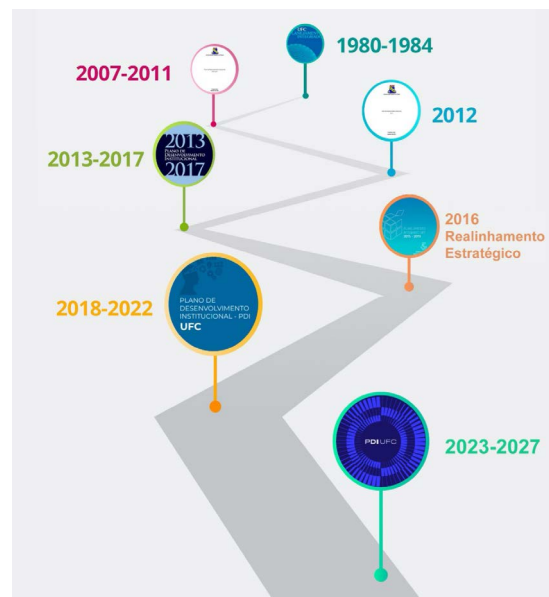 UFC
1980-1984
2007-2011
2012
2013
PLANO DE
DESENVOLVIMENTO
INSTITUCIONAL
2017
2013-2017
2016
Realinhamento
Estratégico
PLANO DE
DESENVOLVIMENTO
INSTITUCIONAL - PDI
UFC
2018-2022
PDIUFC
2023-2027